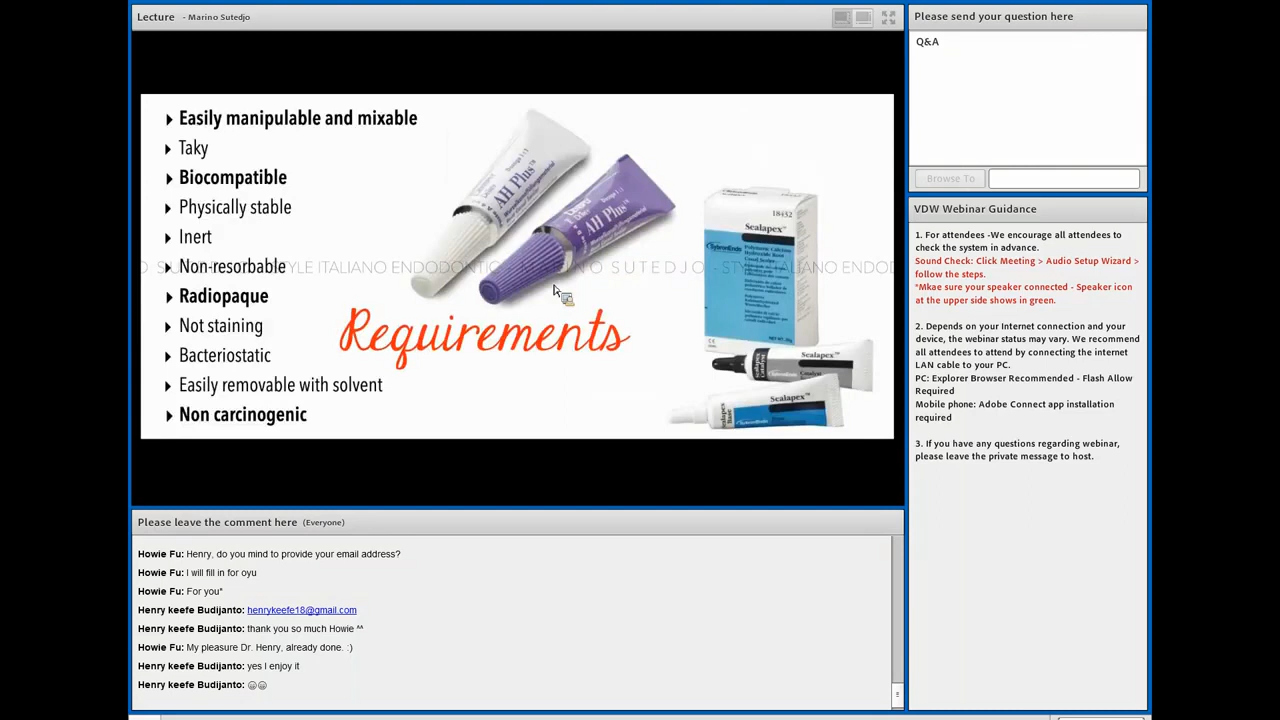 Lecture - Marino Sutedjo
Easily manipulable and mixable
Taky
Biocompatible
Physically stable
Inert
Non-resorbable
Radiopaque
Not staining
Bacteriostatic
Easily removable with solvent
Non carcinogenic
Requirements
AH Plus™
AH Plus™
18432
Sealapex™
SybronEndo
Sealapex™
Sealapex™
Please send your question here
Q&A
Browse To
VDW Webinar Guidance
1. For attendees -We encourage all attendees to
check the system in advance.
Sound Check: Click Meeting > Audio Setup Wizard >
follow the steps.
*Mkae sure your speaker connected - Speaker icon
at the upper side shows in green.
2. Depends on your Internet connection and your
device, the webinar status may vary. We recommend
all attendees to attend by connecting the internet
LAN cable to your PC.
PC: Explorer Browser Recommended - Flash Allow
Required
Mobile phone: Adobe Connect app installation
required
3. If you have any questions regarding webinar,
please leave the private message to host.
Please leave the comment here (Everyone)
Howie Fu: Henry, do you mind to provide your email address?
Howie Fu: I will fill in for oyu
Howie Fu: For you*
Henry keefe Budijanto: henrykeefe18@gmail.com
Henry keefe Budijanto: thank you so much Howie ^^
Howie Fu: My pleasure Dr. Henry, already done. :)
Henry keefe Budijanto: yes I enjoy it
Henry keefe Budijanto: 😄😄